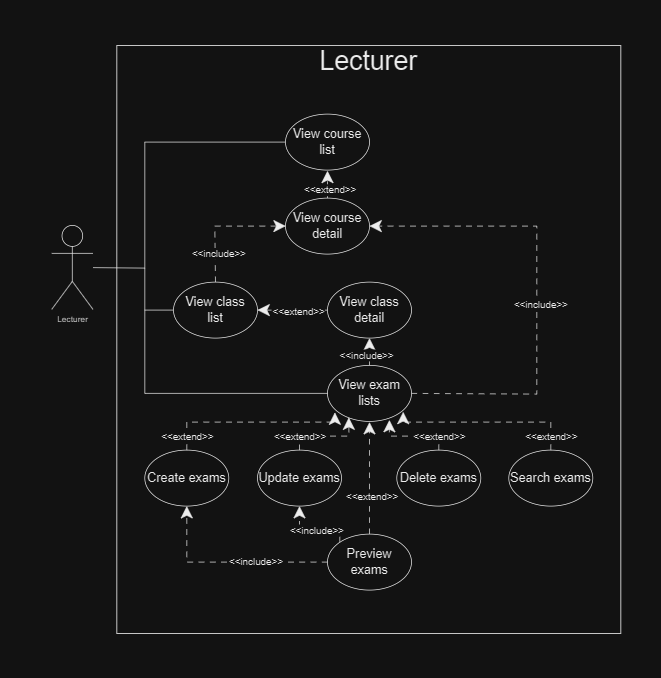 Lecturer
View course
list
<<extend>>
View course
detail
<<include>>
View class
list
<<extend>>
View class
detail
<<include>>
Lecturer
<<include>>
View exam
lists
<<extend>>
<<extend>>
<<extend>>
<<extend>>
Create exams
Update exams
Delete exams
Search exams
<<extend>>
<<include>>
<<include>>
Preview
exams